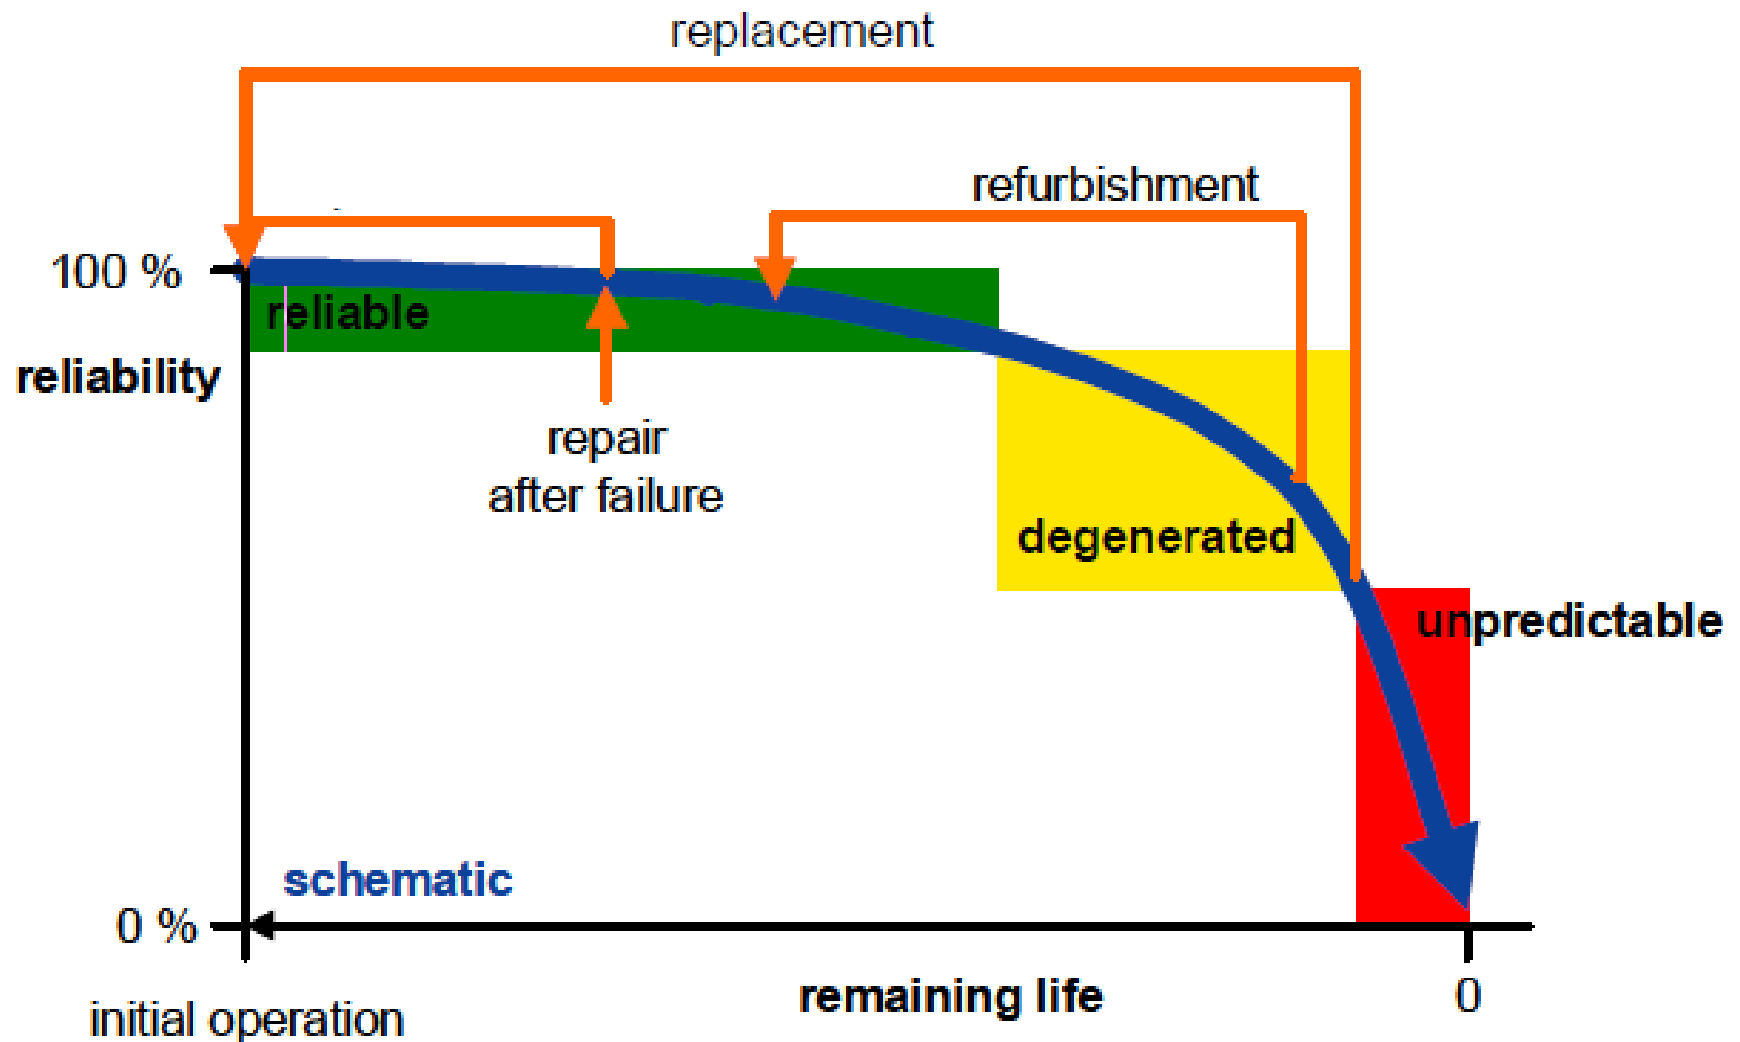 replacement
refurbishment
100 %
reliable
reliability
repair
after failure
degenerated
unpredictable
schematic
0 %
remaining life
0
initial operation